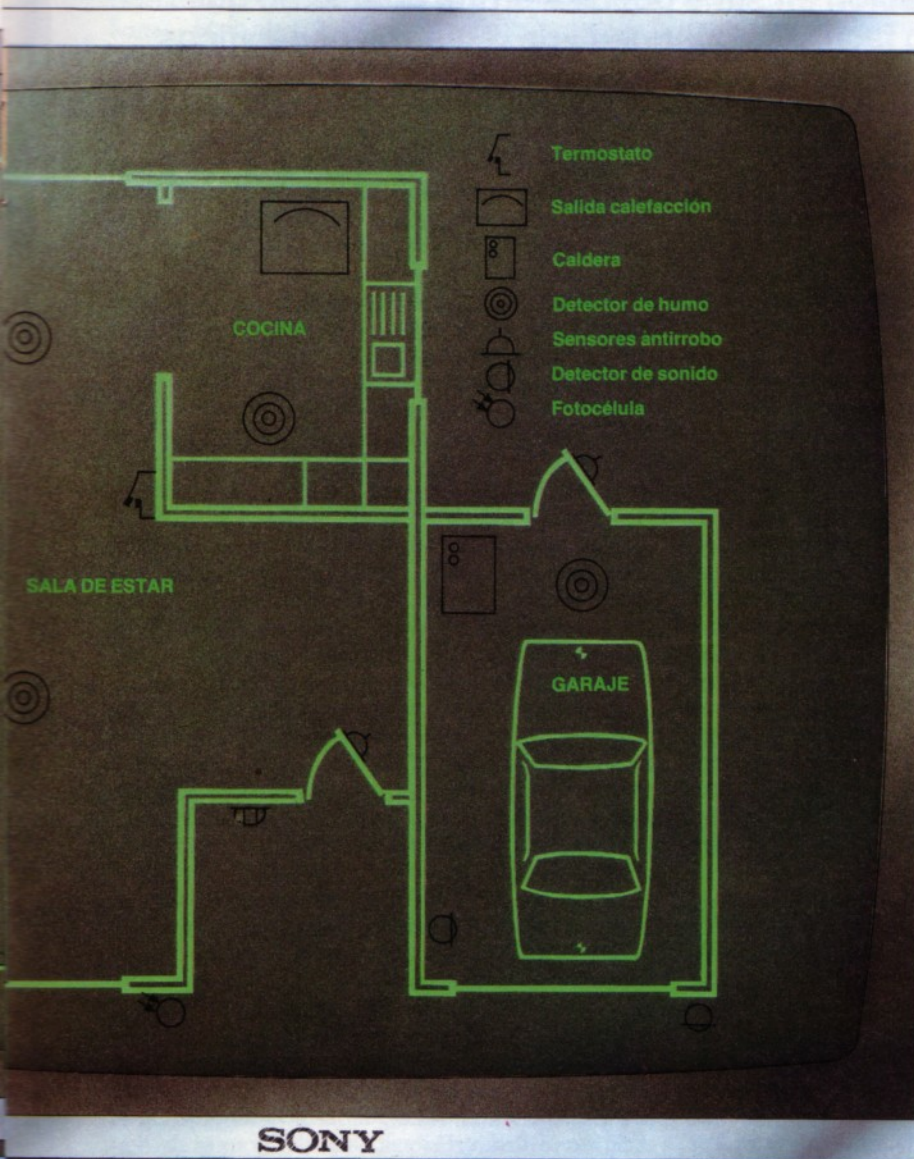 Termostato
Salida calefacción
Caldera
Detector de humo
Sensores antirrobo
Detector de sonido
Fotocélula
COCINA
SALA DE ESTAR
GARAJE
SONY